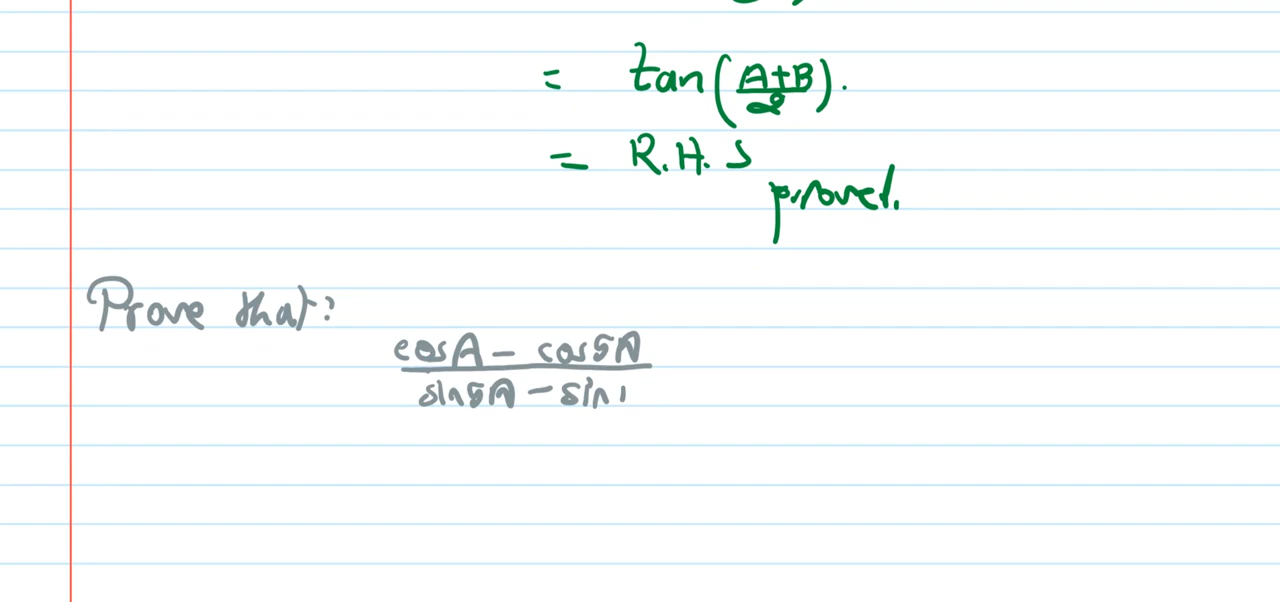 = tan(A+B/2).
= R.H.S
proved.
Prove that:
cosA - cos5A
sin5A - sin